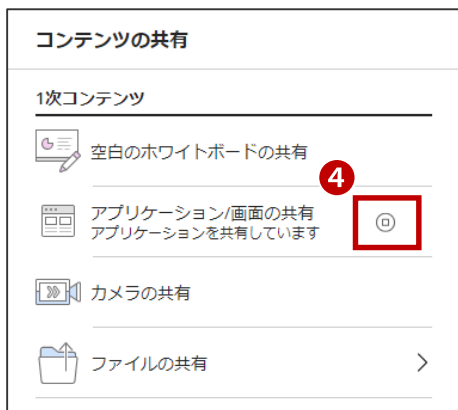 コンテンツの共有
1次コンテンツ
空白のホワイトボードの共有
4
アプリケーション/画面の共有
アプリケーションを共有しています
カメラの共有
ファイルの共有